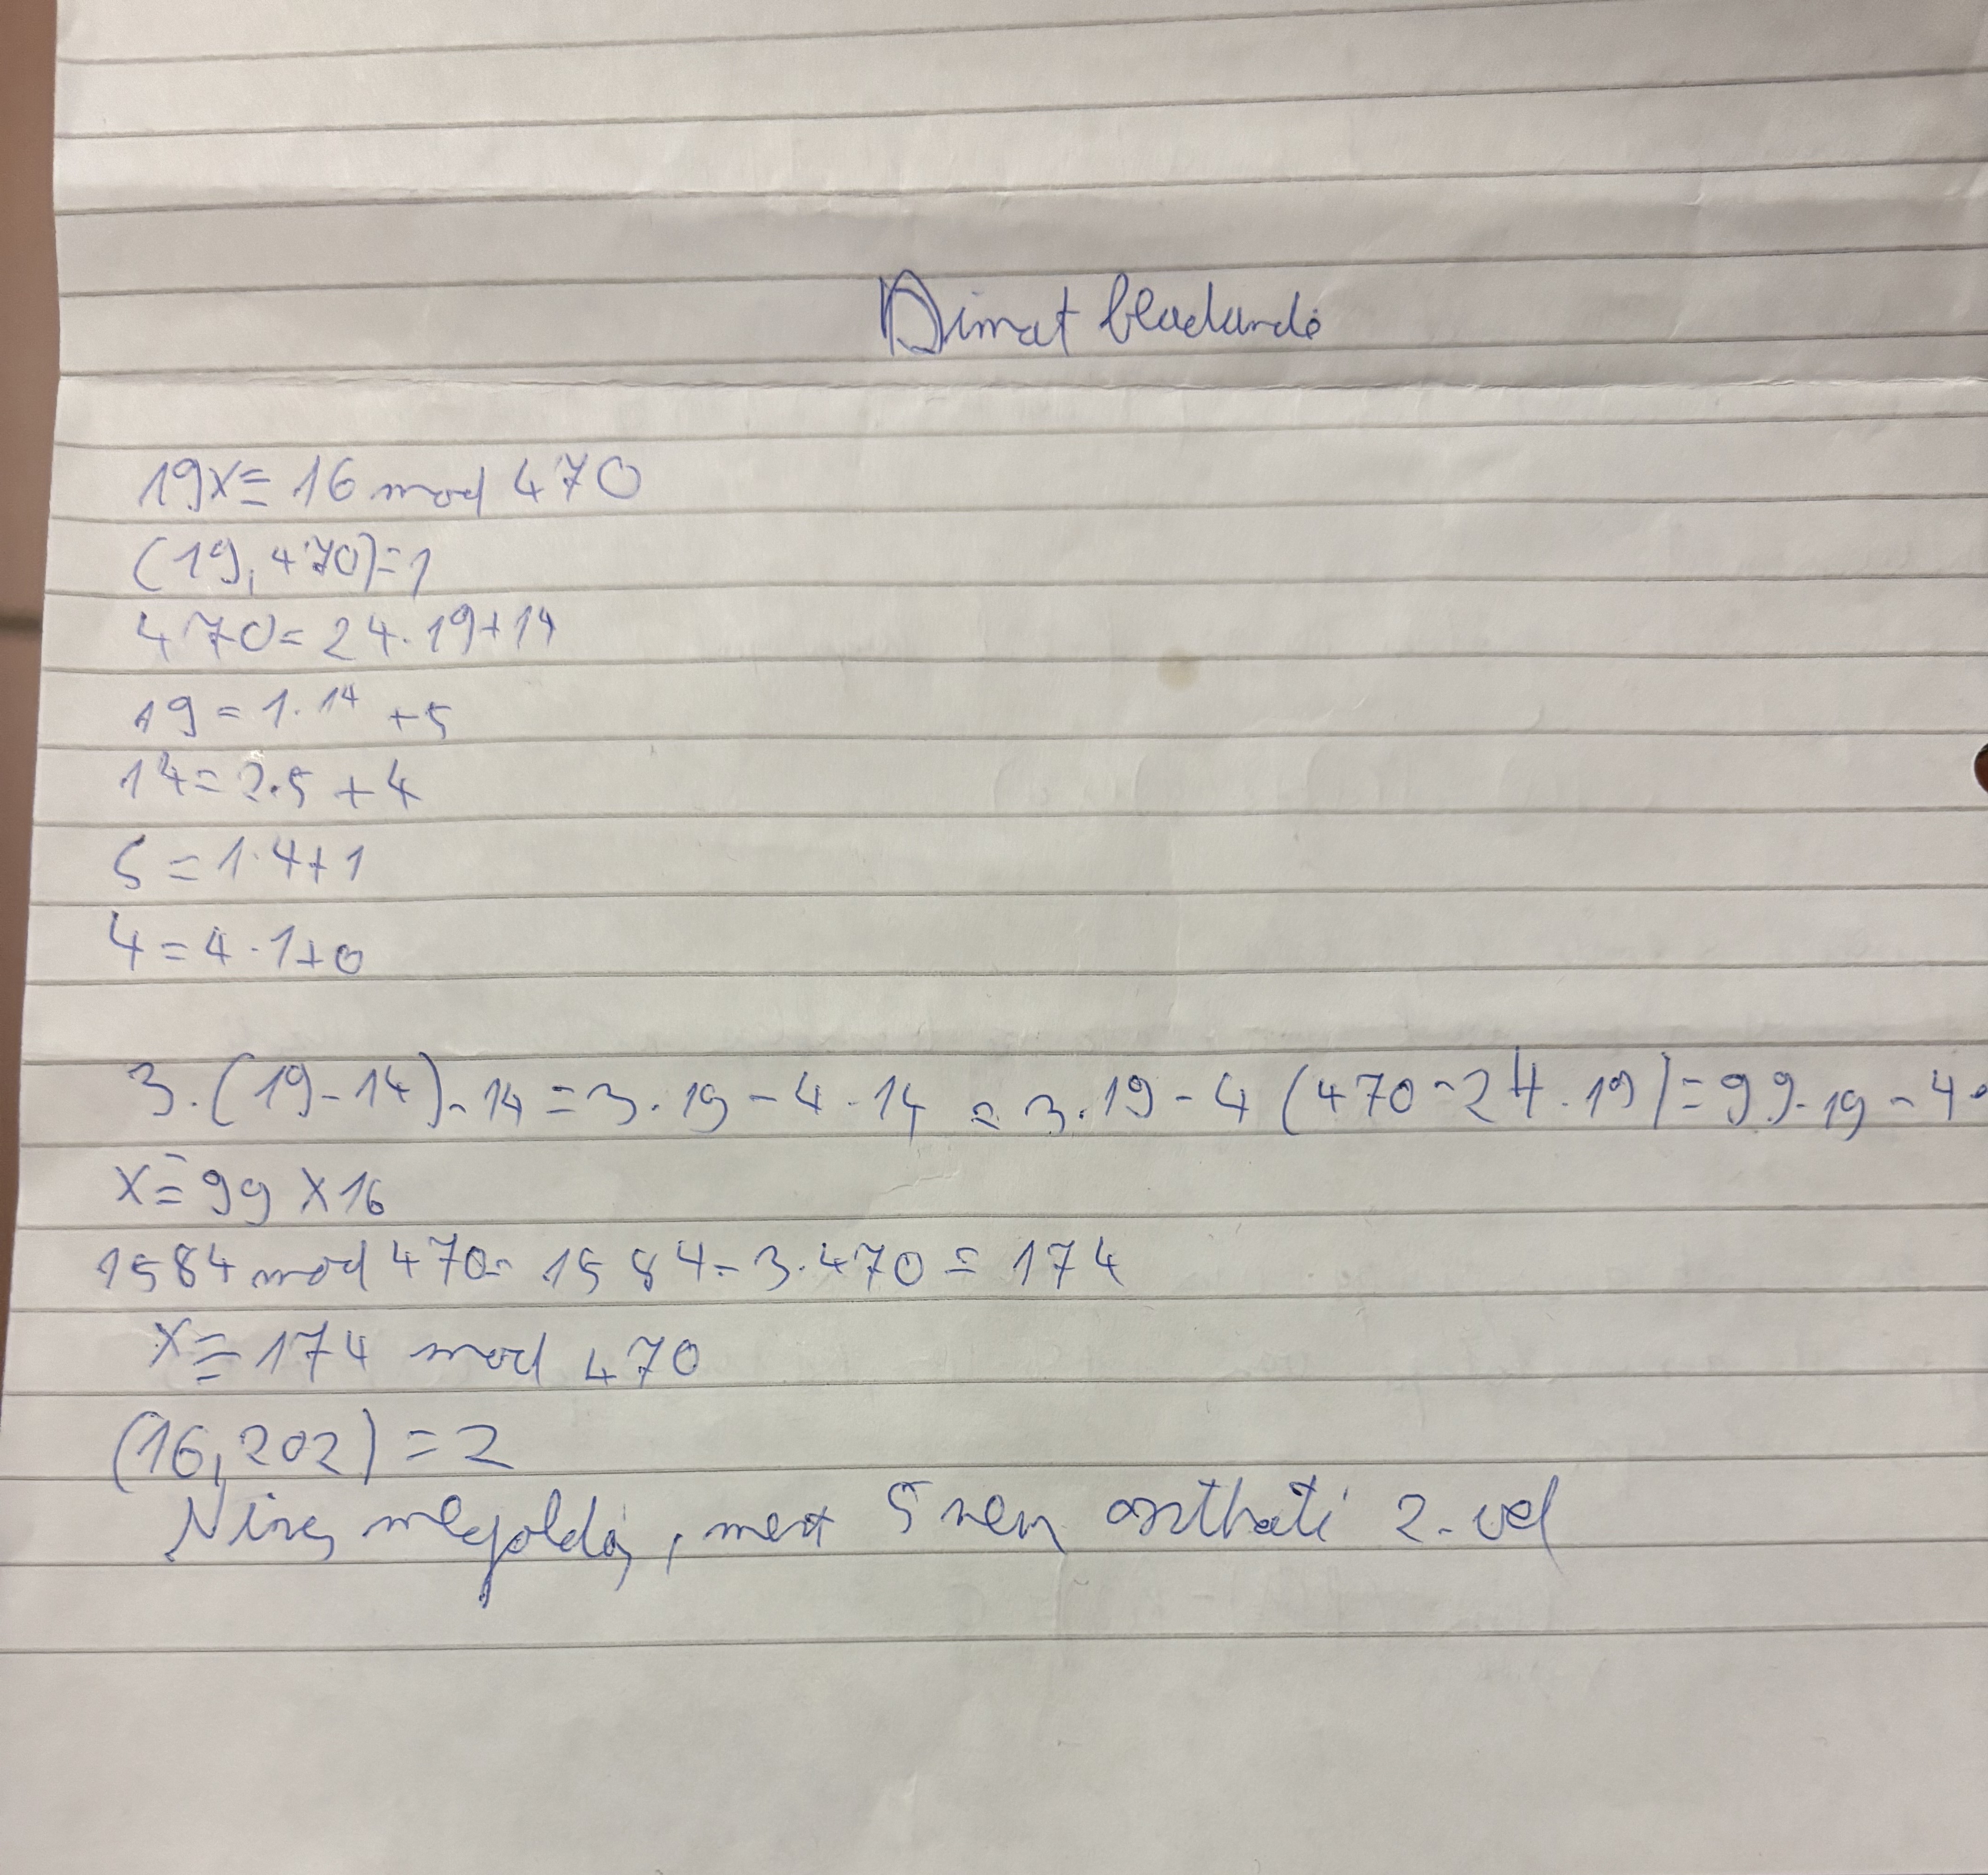 Dimat beadandó
19x ≡ 16 mod 470
(19, 470) = 1
470 = 24 · 19 + 14
19 = 1 · 14 + 5
14 = 2 · 5 + 4
5 = 1 · 4 + 1
4 = 4 · 1 + 0
3 · (19 - 14) - 14 = 3 · 19 - 4 · 14 = 3 · 19 - 4 (470 - 24 · 19) = 99 · 19 - 4 ·
x ≡ 99 x 16
1584 mod 470 = 1584 - 3 · 470 = 174
x ≡ 174 mod 470
(16, 202) = 2
Nincs megoldás, mert 5 nem osztható 2-vel